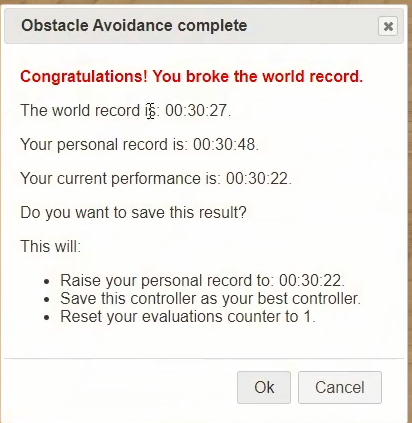 Obstacle Avoidance complete
Congratulations! You broke the world record.
The world record is: 00:30:27.
Your personal record is: 00:30:48.
Your current performance is: 00:30:22.
Do you want to save this result?
This will:
• Raise your personal record to: 00:30:22.
• Save this controller as your best controller.
• Reset your evaluations counter to 1.
Ok Cancel